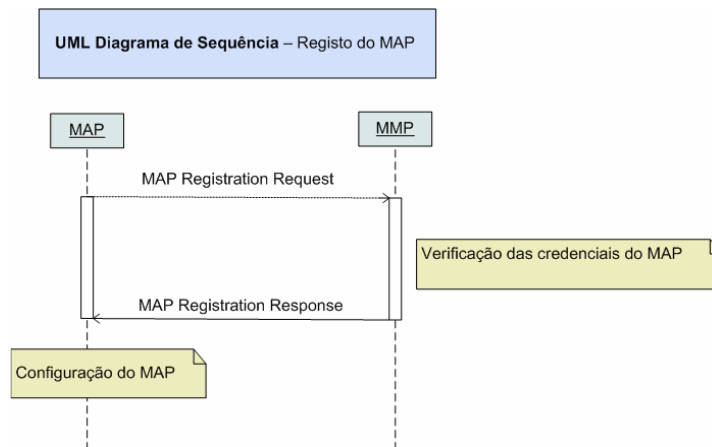 UML Diagrama de Sequência – Registo do MAP
MAP
MMP
MAP Registration Request
Verificação das credenciais do MAP
MAP Registration Response
Configuração do MAP